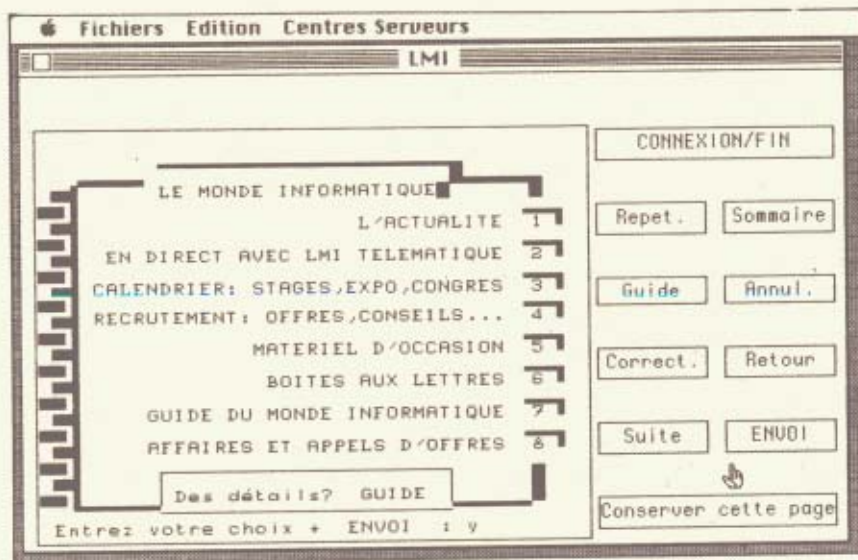 Fichiers Edition Centres Serveurs
LMI
LE MONDE INFORMATIQUE
L'ACTUALITE 1
EN DIRECT AVEC LMI TELEMATIQUE 2
CALENDRIER: STAGES,EXPO,CONGRES 3
RECRUTEMENT: OFFRES,CONSEILS... 4
MATERIEL D'OCCASION 5
BOITES AUX LETTRES 6
GUIDE DU MONDE INFORMATIQUE 7
AFFAIRES ET APPELS D'OFFRES 8
Des détails? GUIDE
Entrez votre choix + ENVOI : y
CONNEXION/FIN
Repet. Sommaire
Guide Annul.
Correct. Retour
Suite ENVOI
Conserver cette page